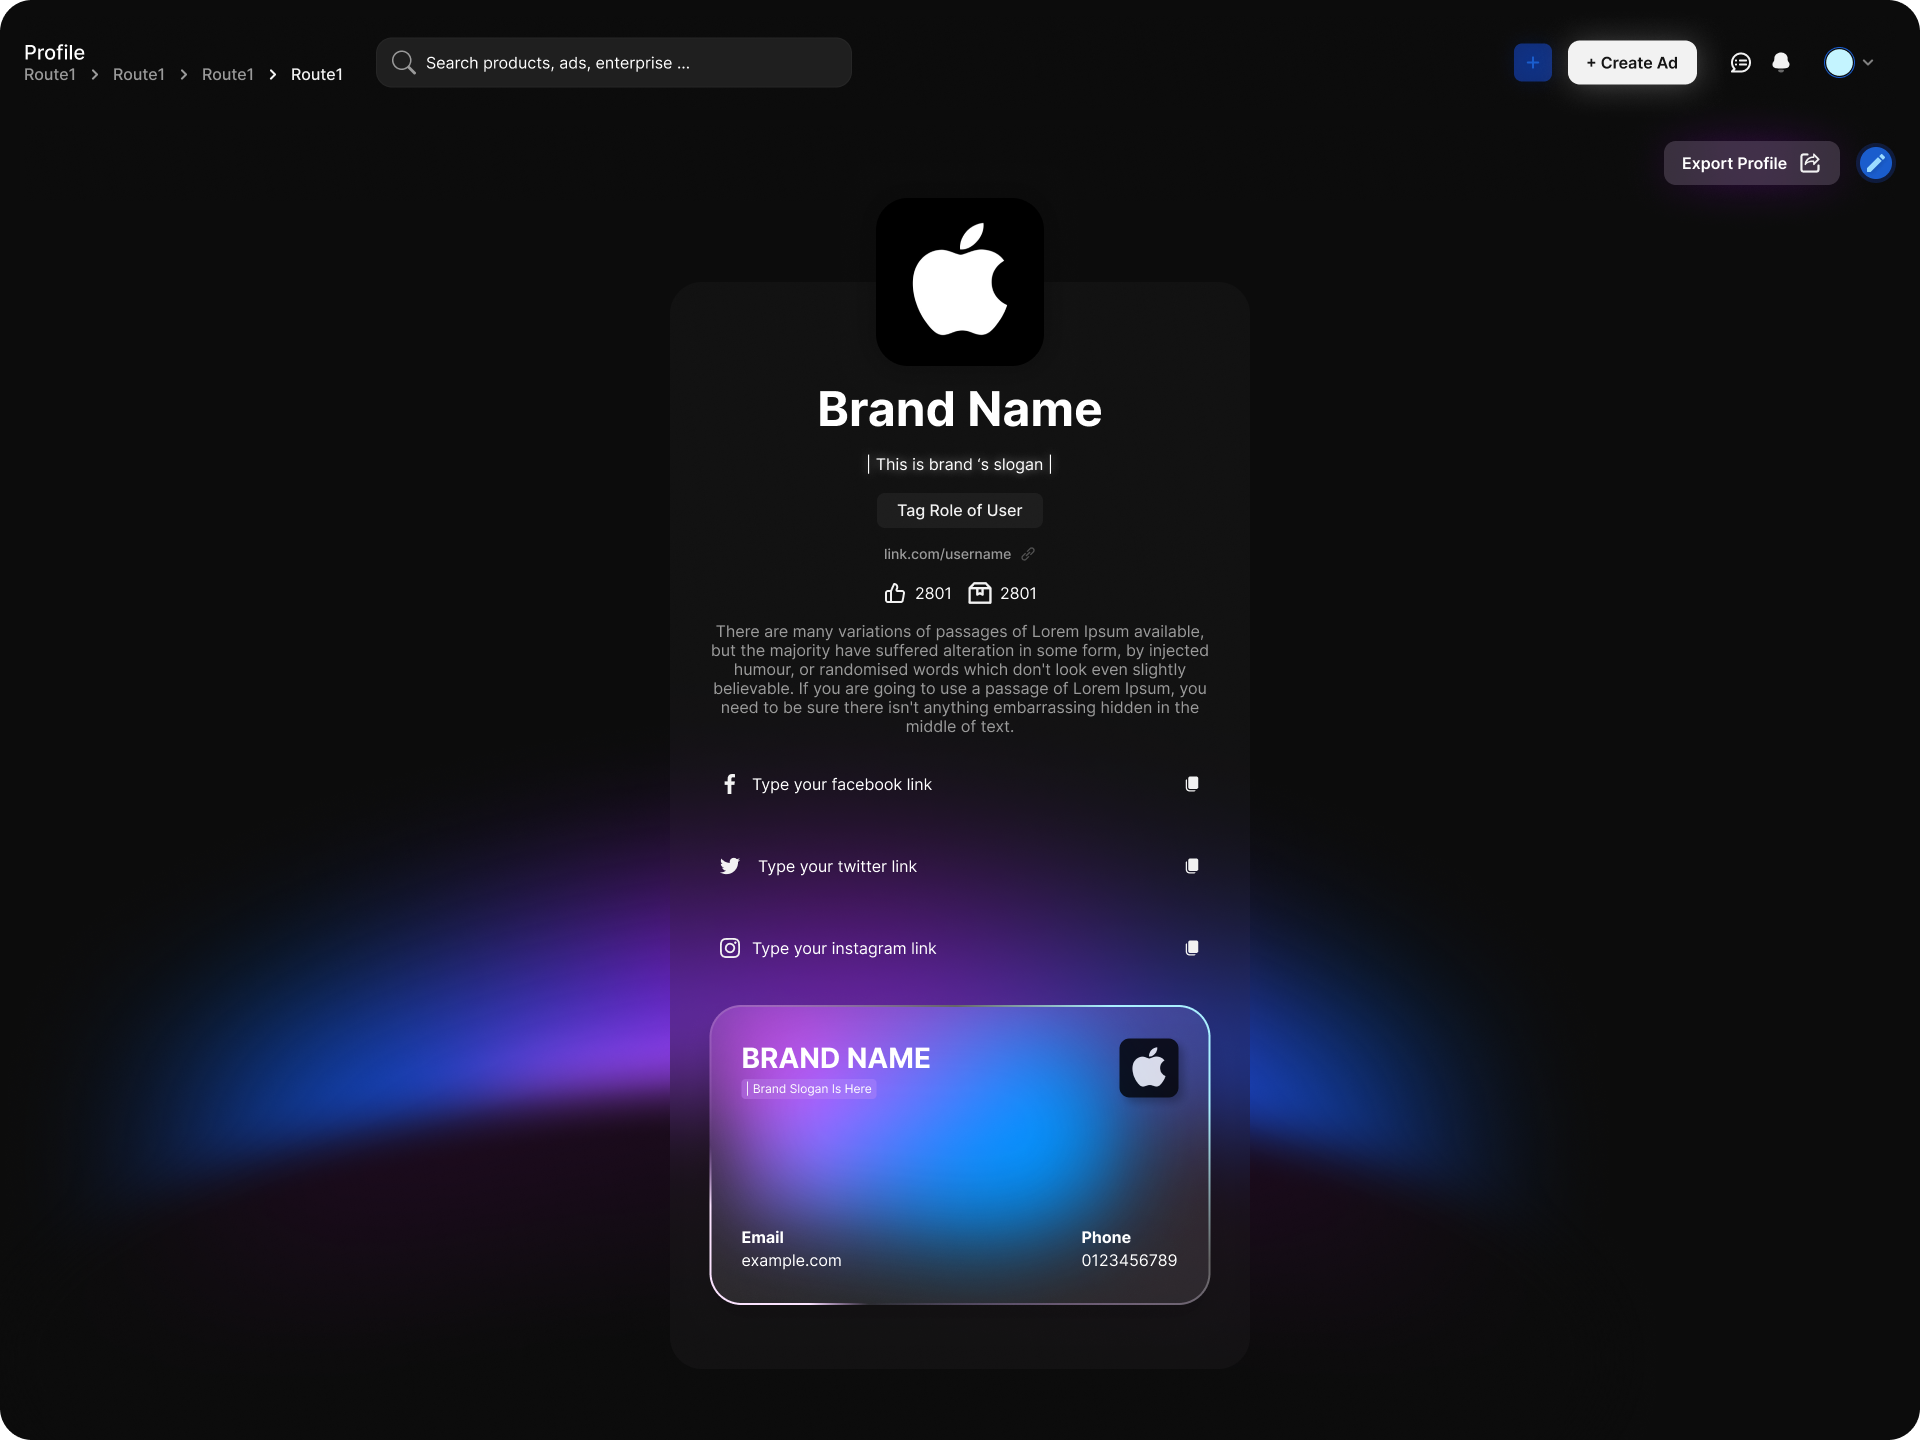 Profile
Route1 > Route1 > Route1 > Route1
Search products, ads, enterprise ...
+ Create Ad
Export Profile
Brand Name
| This is brand ‘s slogan |
Tag Role of User
link.com/username
2801 2801
There are many variations of passages of Lorem Ipsum available,
but the majority have suffered alteration in some form, by injected
humour, or randomised words which don't look even slightly
believable. If you are going to use a passage of Lorem Ipsum, you
need to be sure there isn't anything embarrassing hidden in the
middle of text.
Type your facebook link
Type your twitter link
Type your instagram link
BRAND NAME
| Brand Slogan Is Here
Email
example.com
Phone
0123456789